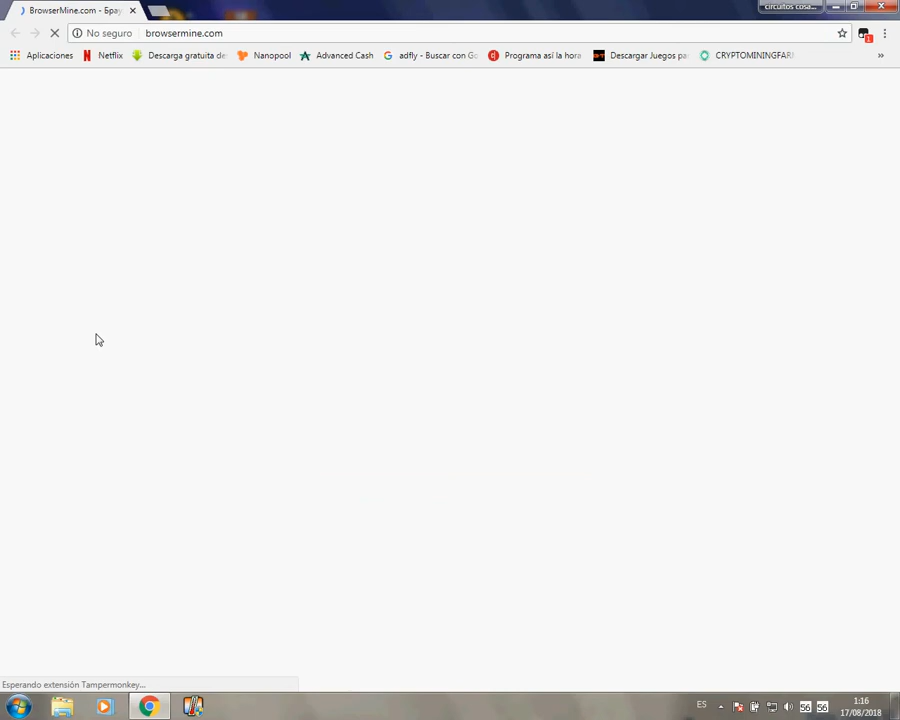 BrowserMine.com - Брау
circuitos cosa...
No seguro
browsermine.com
Aplicaciones
Netflix
Descarga gratuita de
Nanopool
Advanced Cash
adfly - Buscar con Go
Programa así la hora
Descargar Juegos pa
CRYPTOMININGFAR
»
1
Esperando extensión Tampermonkey...
ES
56
56
1:16
17/08/2018